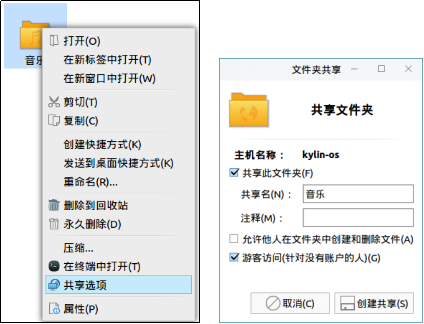 音乐
打开(O)
在新标签中打开(T)
在新窗口中打开(W)
剪切(T)
复制(C)
创建快捷方式(K)
发送到桌面快捷方式(K)
重命名(R)...
删除到回收站
永久删除(D)
压缩...
在终端中打开(T)
共享选项
属性(P)
文件夹共享
共享文件夹
主机名称： kylin-os
共享此文件夹(F)
共享名(N)： 音乐
注释(M)：
允许他人在文件夹中创建和删除文件(A)
游客访问(针对没有账户的人)(G)
取消(C) 创建共享(S)